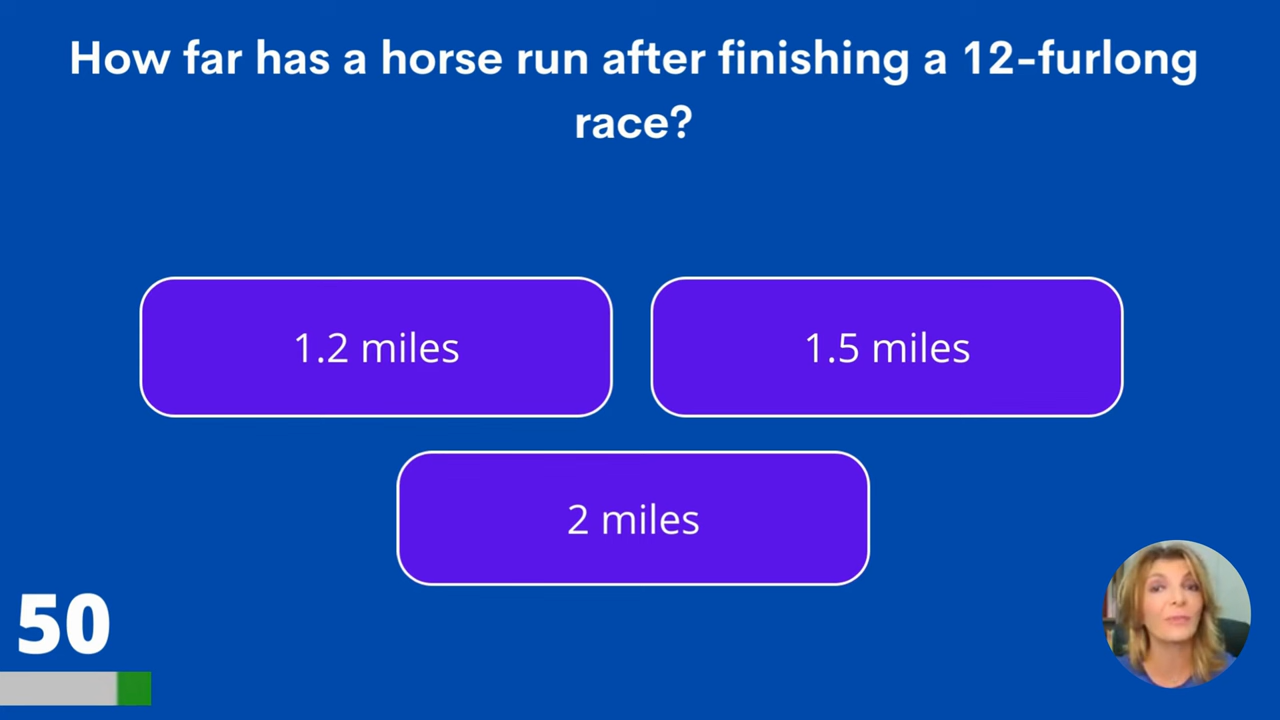 How far has a horse run after finishing a 12-furlong
race?
1.2 miles
1.5 miles
2 miles
50